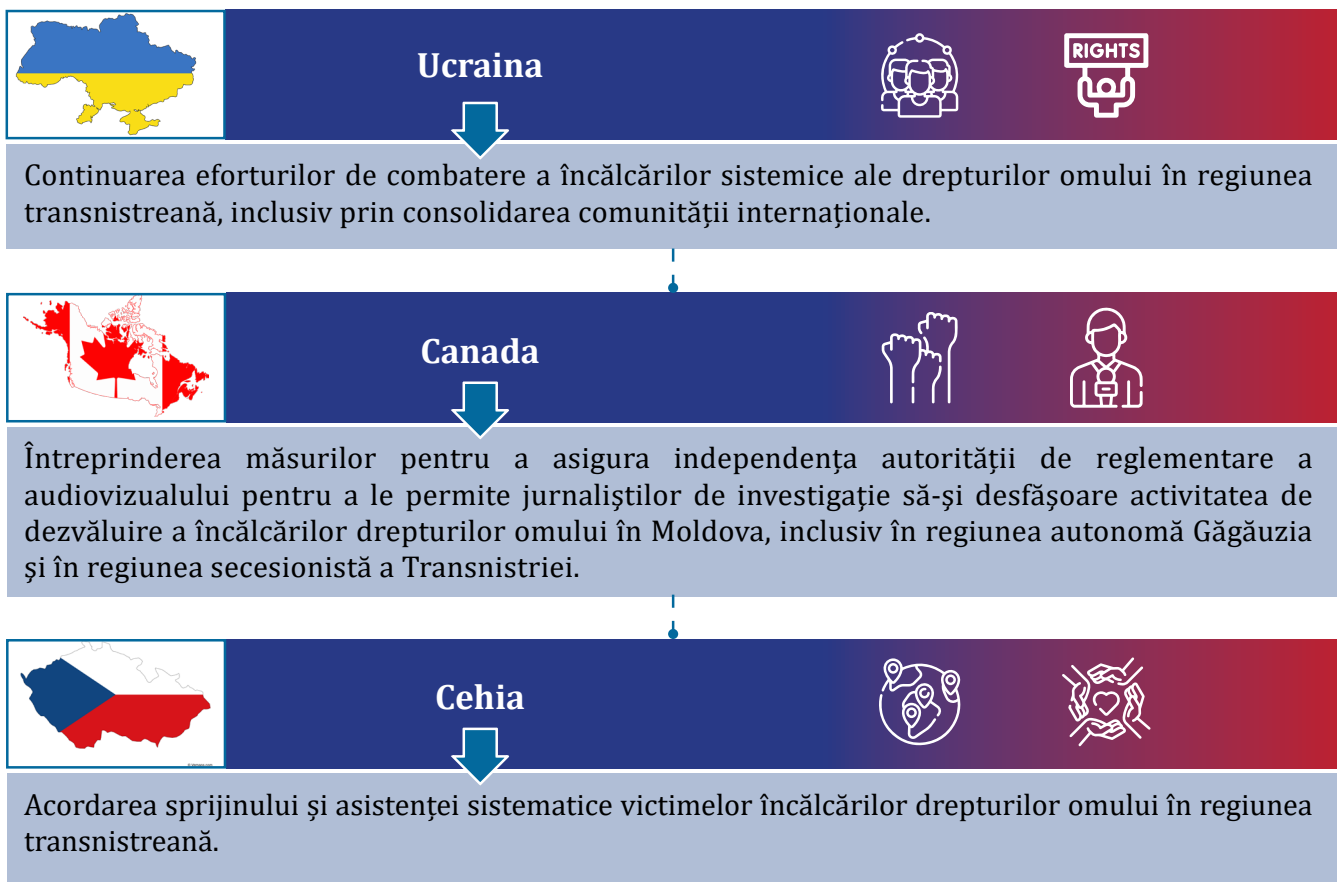 Ucraina
RIGHTS
Continuarea eforturilor de combatere a încălcărilor sistemice ale drepturilor omului în regiunea
transnistreană, inclusiv prin consolidarea comunității internaționale.
Canada
Întreprinderea măsurilor pentru a asigura independența autorității de reglementare a
audiovizualului pentru a le permite jurnaliștilor de investigație să-și desfășoare activitatea de
dezvăluire a încălcărilor drepturilor omului în Moldova, inclusiv în regiunea autonomă Găgăuzia
și în regiunea secesionistă a Transnistriei.
Cehia
Acordarea sprijinului și asistenței sistematice victimelor încălcărilor drepturilor omului în regiunea
transnistreană.